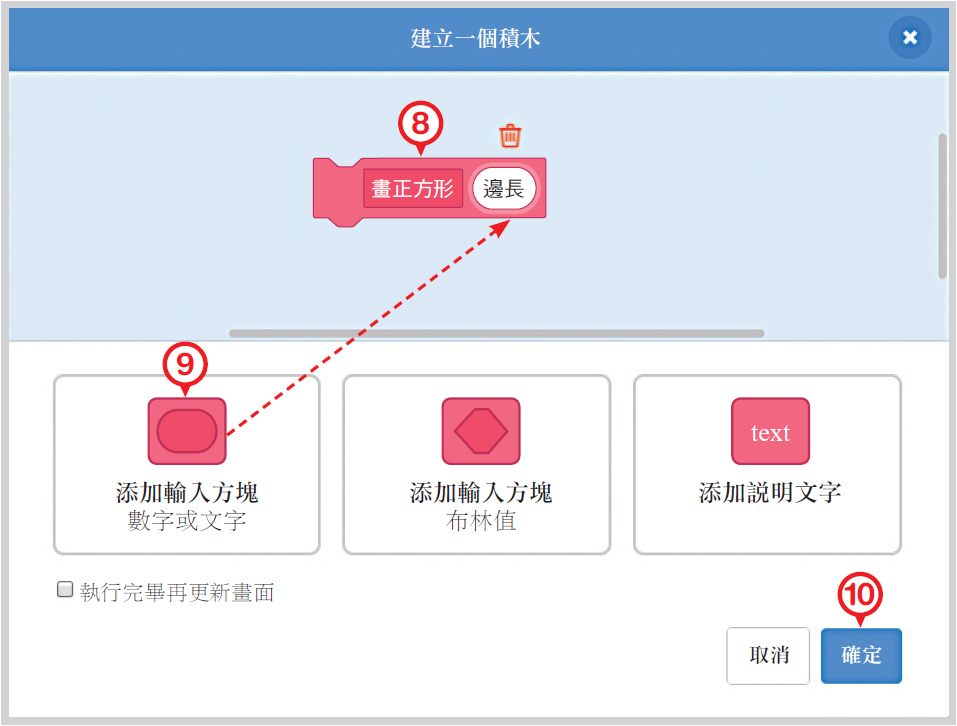 建立一個積木
8
畫正方形 邊長
9
text
添加輸入方塊
數字或文字
添加輸入方塊
布林值
添加説明文字
執行完畢再更新畫面
10
取消
確定